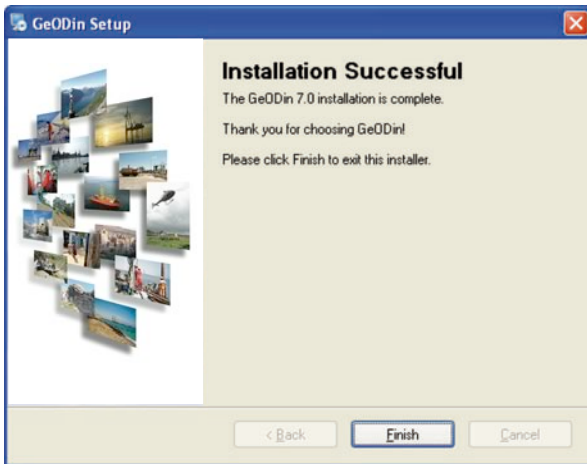 GeODin Setup
Installation Successful
The GeODin 7.0 installation is complete.
Thank you for choosing GeODin!
Please click Finish to exit this installer.
< Back
Finish
Cancel